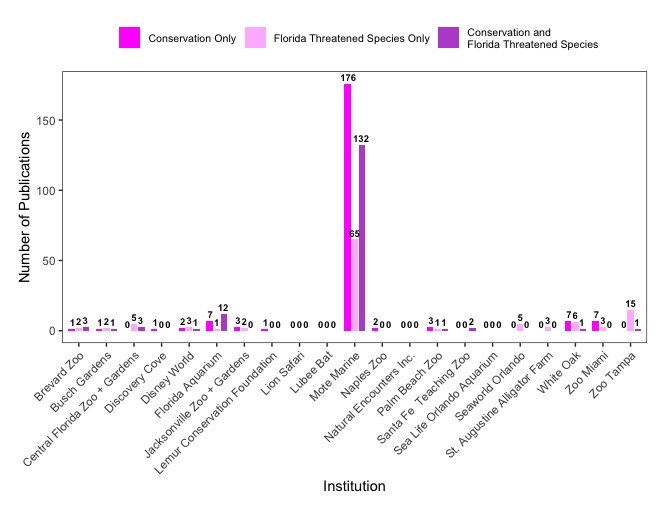 Conservation Only
Florida Threatened Species Only
Conservation and
Florida Threatened Species
Number of Publications
150
100
50
0
1 2 3
1 2 1
0 5 3
1 0 0
2 3 1
7 1 12
3 2 0
1 0 0
0 0 0
0 0 0
176 65 132
2 0 0
0 0 0
3 1 1
0 0 2
0 0 0
0 5 0
0 3 0
7 6 1
7 3 0
0 15 1
Brevard Zoo
Busch Gardens
Central Florida Zoo + Gardens
Discovery Cove
Disney World
Florida Aquarium
Jacksonville Zoo + Gardens
Lemur Conservation Foundation
Lion Safari
Lubee Bat
Mote Marine
Naples Zoo
Natural Encounters Inc.
Palm Beach Zoo
Santa Fe Teaching Zoo
Sea Life Orlando Aquarium
Seaworld Orlando
St. Augustine Alligator Farm
White Oak
Zoo Miami
Zoo Tampa
Institution